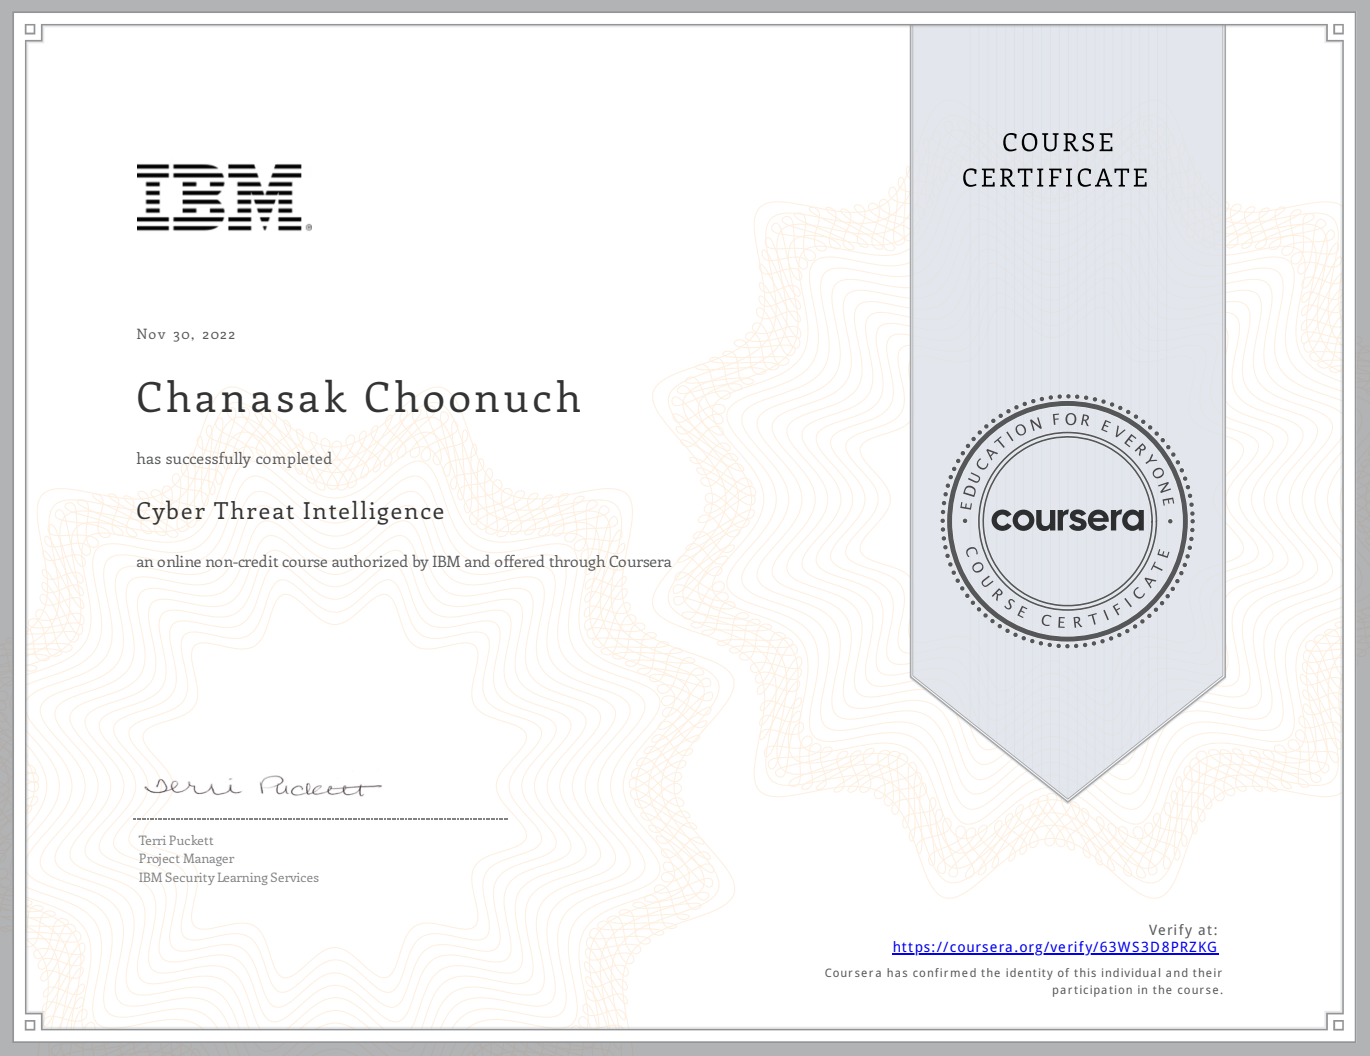 COURSE
CERTIFICATE
IBM®
Nov 30, 2022
Chanasak Choonuch
has successfully completed
Cyber Threat Intelligence
an online non-credit course authorized by IBM and offered through Coursera
EDUCATION FOR EVERYONE
coursera
COURSE CERTIFICATE
Terri Puckett
Terri Puckett
Project Manager
IBM Security Learning Services
Verify at:
https://coursera.org/verify/63WS3D8PRZKG
Coursera has confirmed the identity of this individual and their
participation in the course.